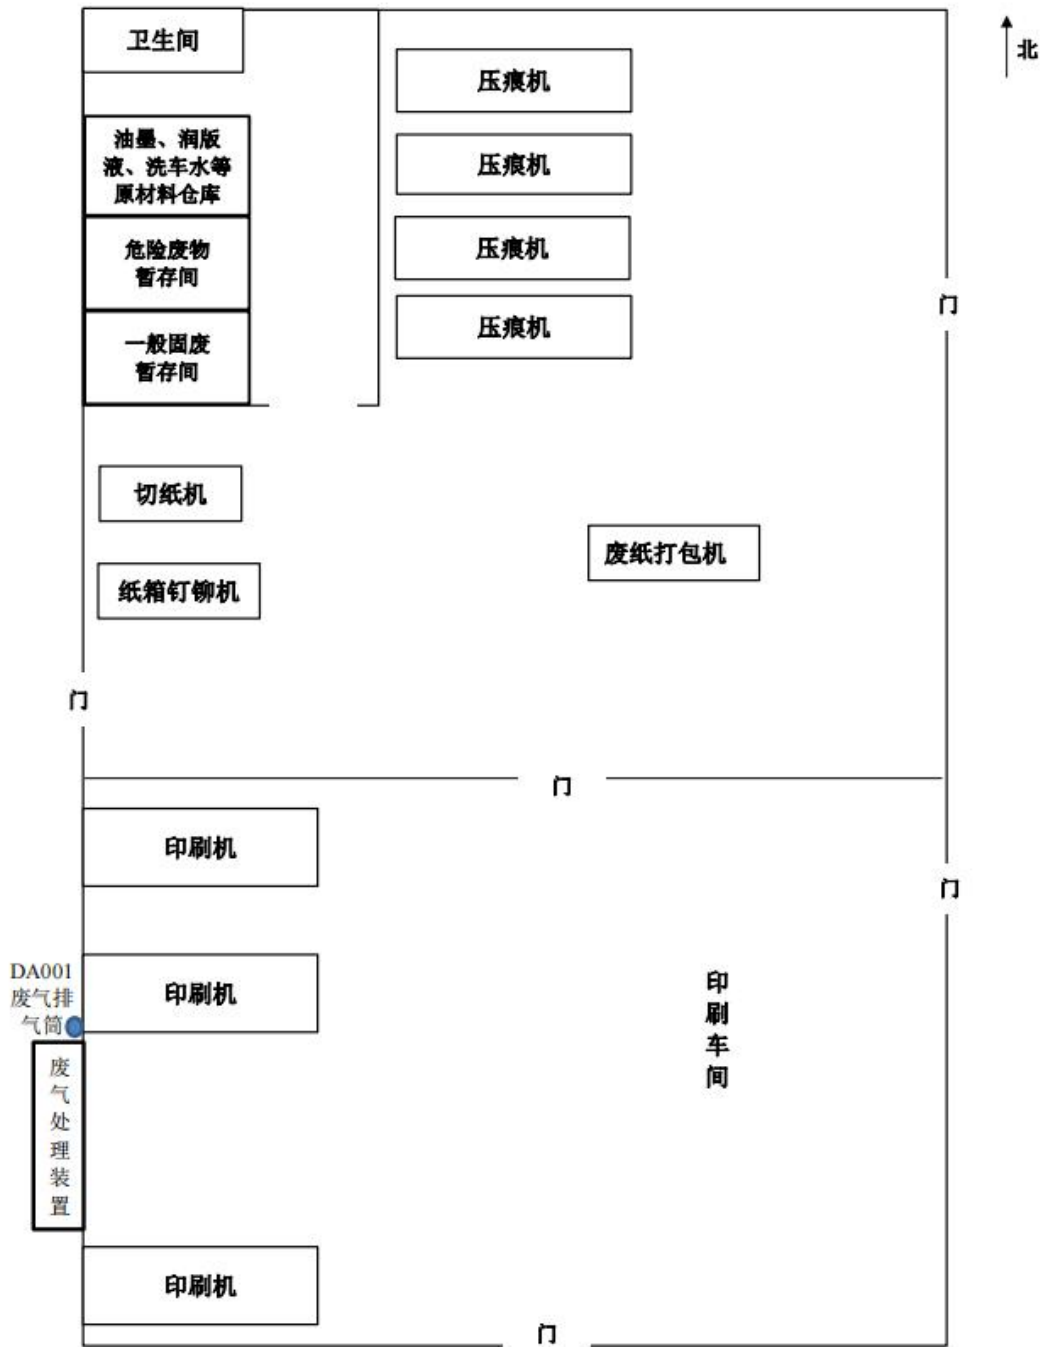 卫生间
北
压痕机
油墨、润版
液、洗车水等
原材料仓库
压痕机
危险废物
暂存间
压痕机
门
一般固废
暂存间
压痕机
切纸机
废纸打包机
纸箱钉铆机
门
门
印刷机
门
DA001
废气排
气筒
印刷机
印刷车间
废气处理装置
印刷机
门